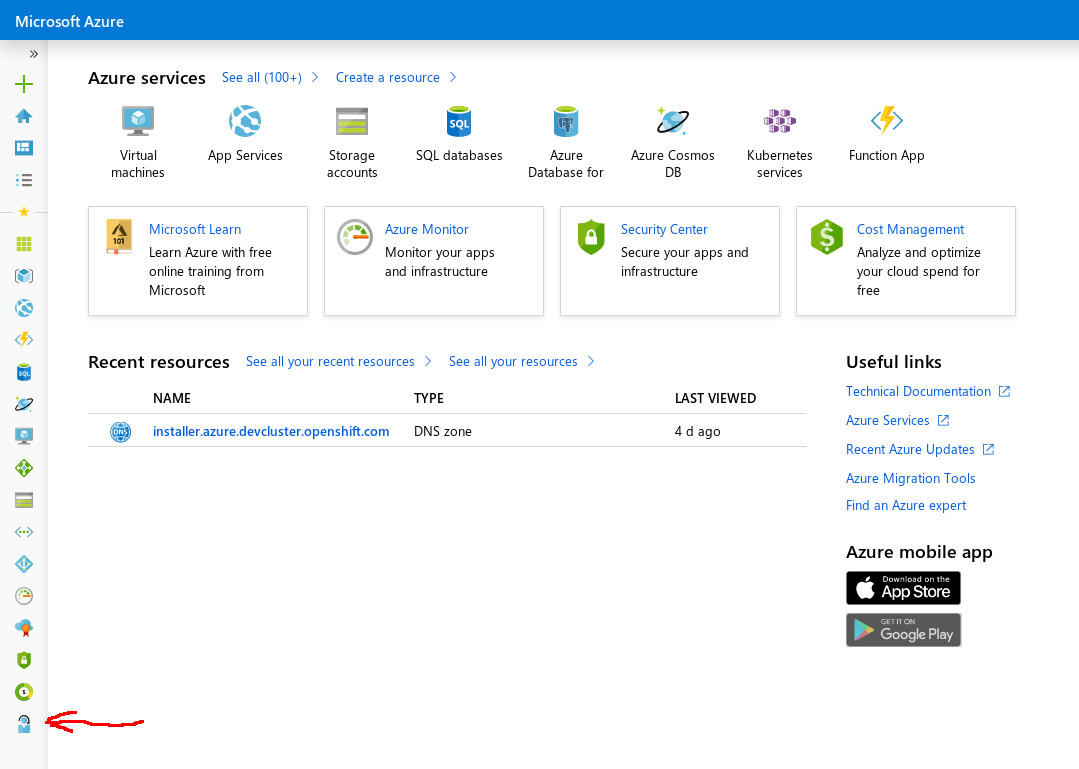 Microsoft Azure
»
Azure services See all (100+) Create a resource
Virtual machines
App Services
Storage accounts
SQL
SQL databases
Azure Database for
Azure Cosmos DB
Kubernetes services
Function App
101
Microsoft Learn
Learn Azure with free
online training from
Microsoft
Azure Monitor
Monitor your apps
and infrastructure
Security Center
Secure your apps and
infrastructure
$
Cost Management
Analyze and optimize
your cloud spend for
free
Recent resources See all your recent resources See all your resources
NAME TYPE LAST VIEWED
DNS installer.azure.devcluster.openshift.com DNS zone 4 d ago
Useful links
Technical Documentation
Azure Services
Recent Azure Updates
Azure Migration Tools
Find an Azure expert
Azure mobile app
Download on the
App Store
GET IT ON
Google Play
SQL
$